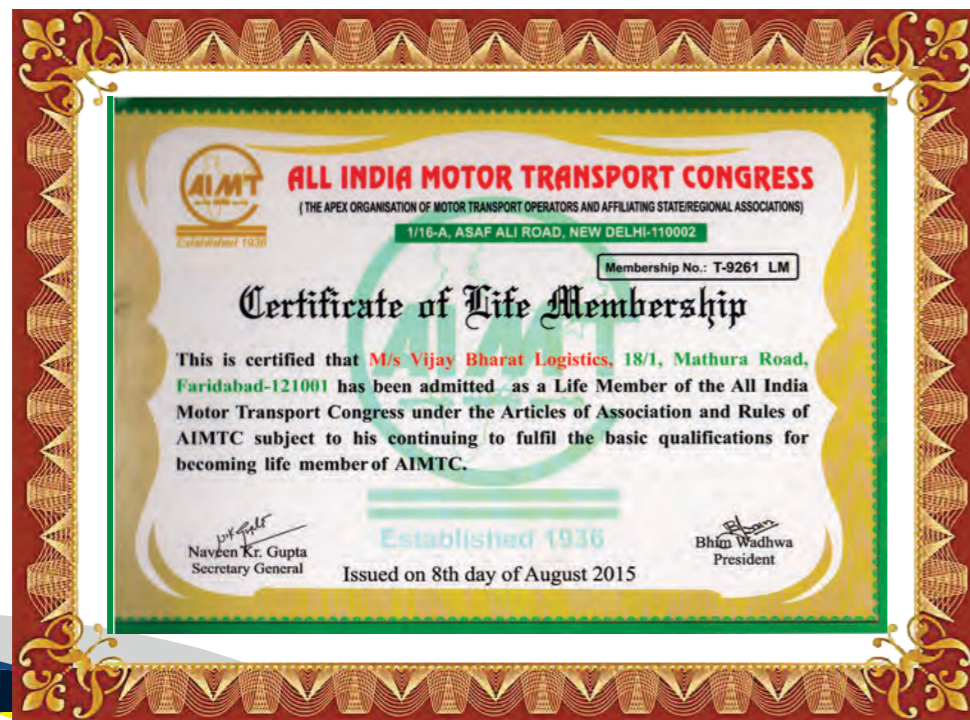 AIMT
Established 1936
ALL INDIA MOTOR TRANSPORT CONGRESS
( THE APEX ORGANISATION OF MOTOR TRANSPORT OPERATORS AND AFFILIATING STATE/REGIONAL ASSOCIATIONS)
1/16-A, ASAF ALI ROAD, NEW DELHI-110002
Membership No.: T-9261 LM
Certificate of Life Membership
This is certified that M/s Vijay Bharat Logistics, 18/1, Mathura Road,
Faridabad-121001 has been admitted as a Life Member of the All India
Motor Transport Congress under the Articles of Association and Rules of
AIMTC subject to his continuing to fulfil the basic qualifications for
becoming life member of AIMTC.
AIMT
Established 1936
Naveen Kr. Gupta
Secretary General
Issued on 8th day of August 2015
Bhim Wadhwa
President